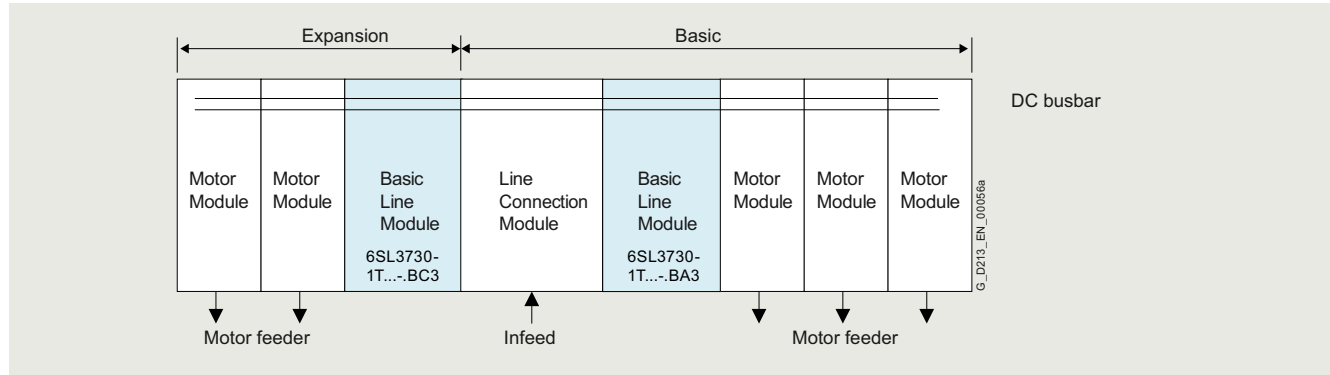 Expansion
Basic
DC busbar
Motor
Module
Motor
Module
Basic
Line
Module
6SL3730-
1T...-.BC3
Line
Connection
Module
Basic
Line
Module
6SL3730-
1T...-.BA3
Motor
Module
Motor
Module
Motor
Module
G_D213_EN_00056a
Motor feeder
Infeed
Motor feeder